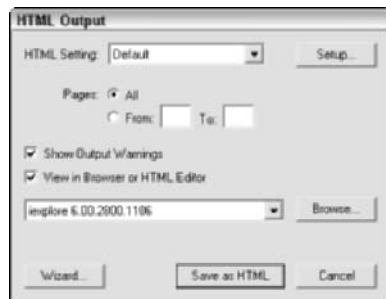 HTML Output
HTML Setting: Default Setup...
Pages: All
From: To:
Show Output Warnings
View in Browser or HTML Editor
iexplore 6.00.2800.1106 Browse...
Wizard... Save as HTML Cancel